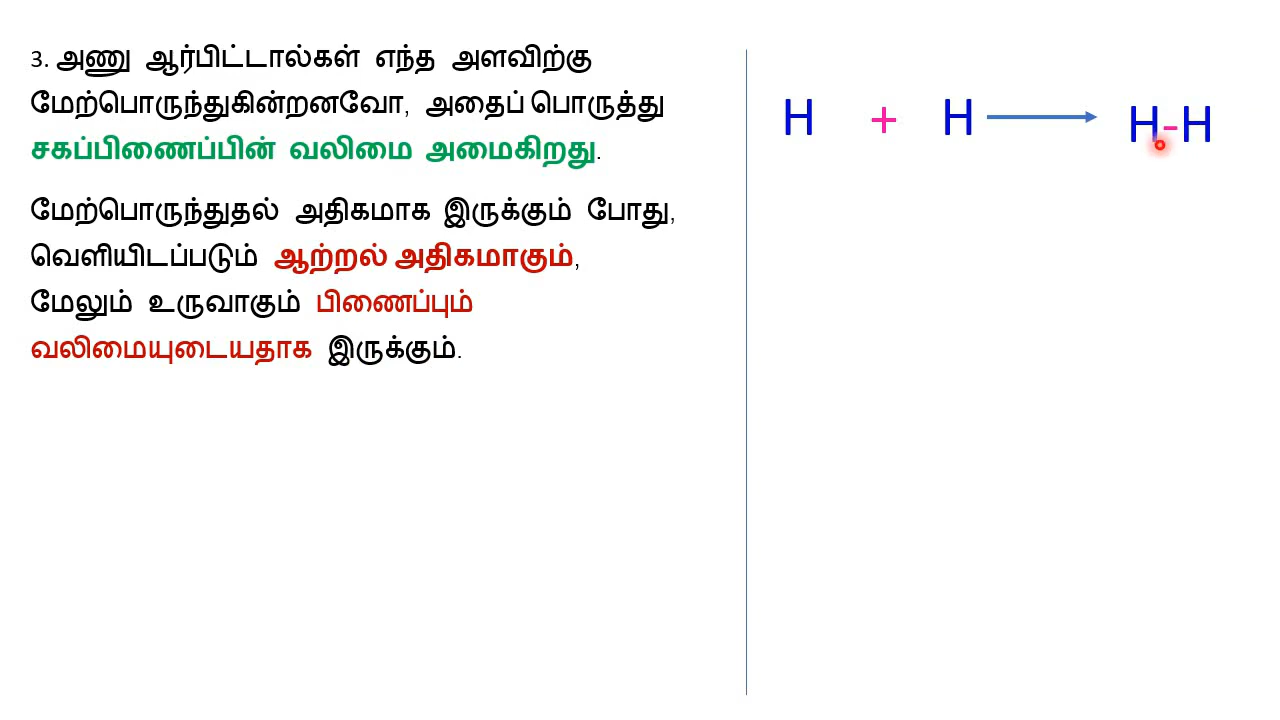 3. அணு ஆர்பிட்டால்கள் எந்த அளவிற்கு
மேற்பொருந்துகின்றனவோ, அதைப் பொருத்து
சகப்பிணைப்பின் வலிமை அமைகிறது.
மேற்பொருந்துதல் அதிகமாக இருக்கும் போது,
வெளியிடப்படும் ஆற்றல் அதிகமாகும்,
மேலும் உருவாகும் பிணைப்பும்
வலிமையுடையதாக இருக்கும்.
H + H ⟶ H-H